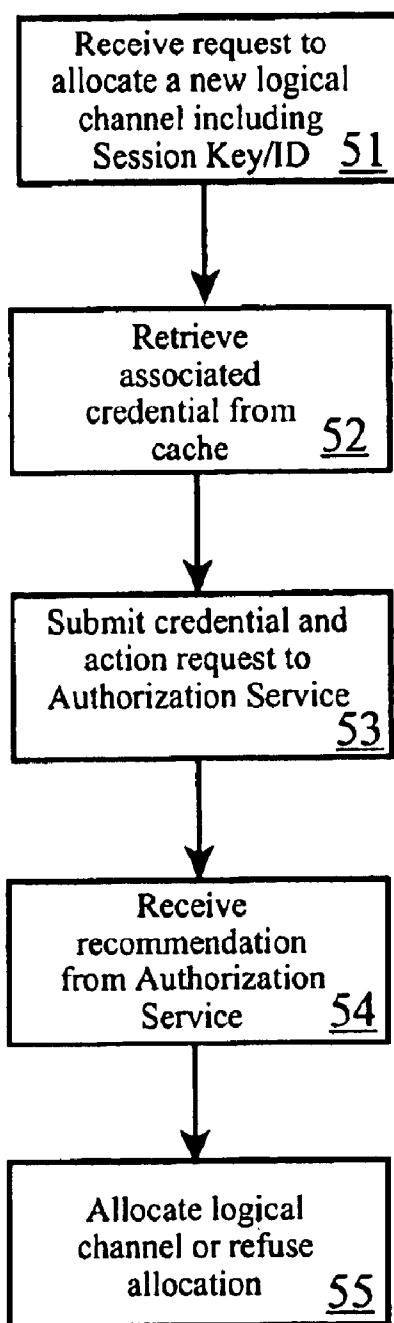 Receive request to
allocate a new logical
channel including
Session Key/ID 51
Retrieve
associated
credential from
cache 52
Submit credential and
action request to
Authorization Service
53
Receive
recommendation
from Authorization
Service 54
Allocate logical
channel or refuse
allocation 55